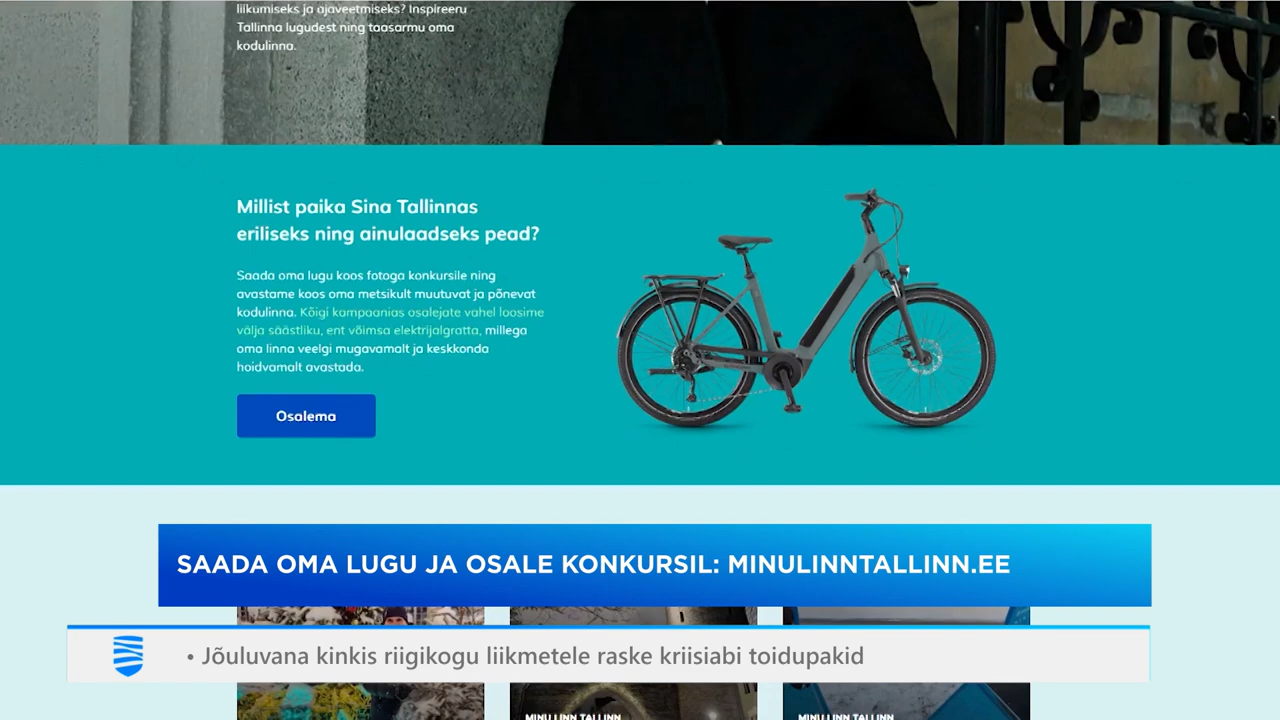 liikumiseks ja ajaveetmiseks? Inspireeru
Tallinna lugudest ning taasarmu oma
kodulinna.
Millist paika Sina Tallinnas
eriliseks ning ainulaadseks pead?
Saada oma lugu koos fotoga konkursile ning
avastame koos oma metsikult muutuvat ja põnevat
kodulinna. Kõigi kampaanias osalejate vahel loosime
välja säästliku, ent võimsa elektrijalgratta, millega
oma linna veelgi mugavamalt ja keskkonda
hoidvamalt avastada.
Osalema
SAADA OMA LUGU JA OSALE KONKURSIL: MINULINNTALLINN.EE
• Jõuluvana kinkis riigikogu liikmetele raske kriisiabi toidupakid
MINU LINN TALLINN
MINU LINN TALLINN